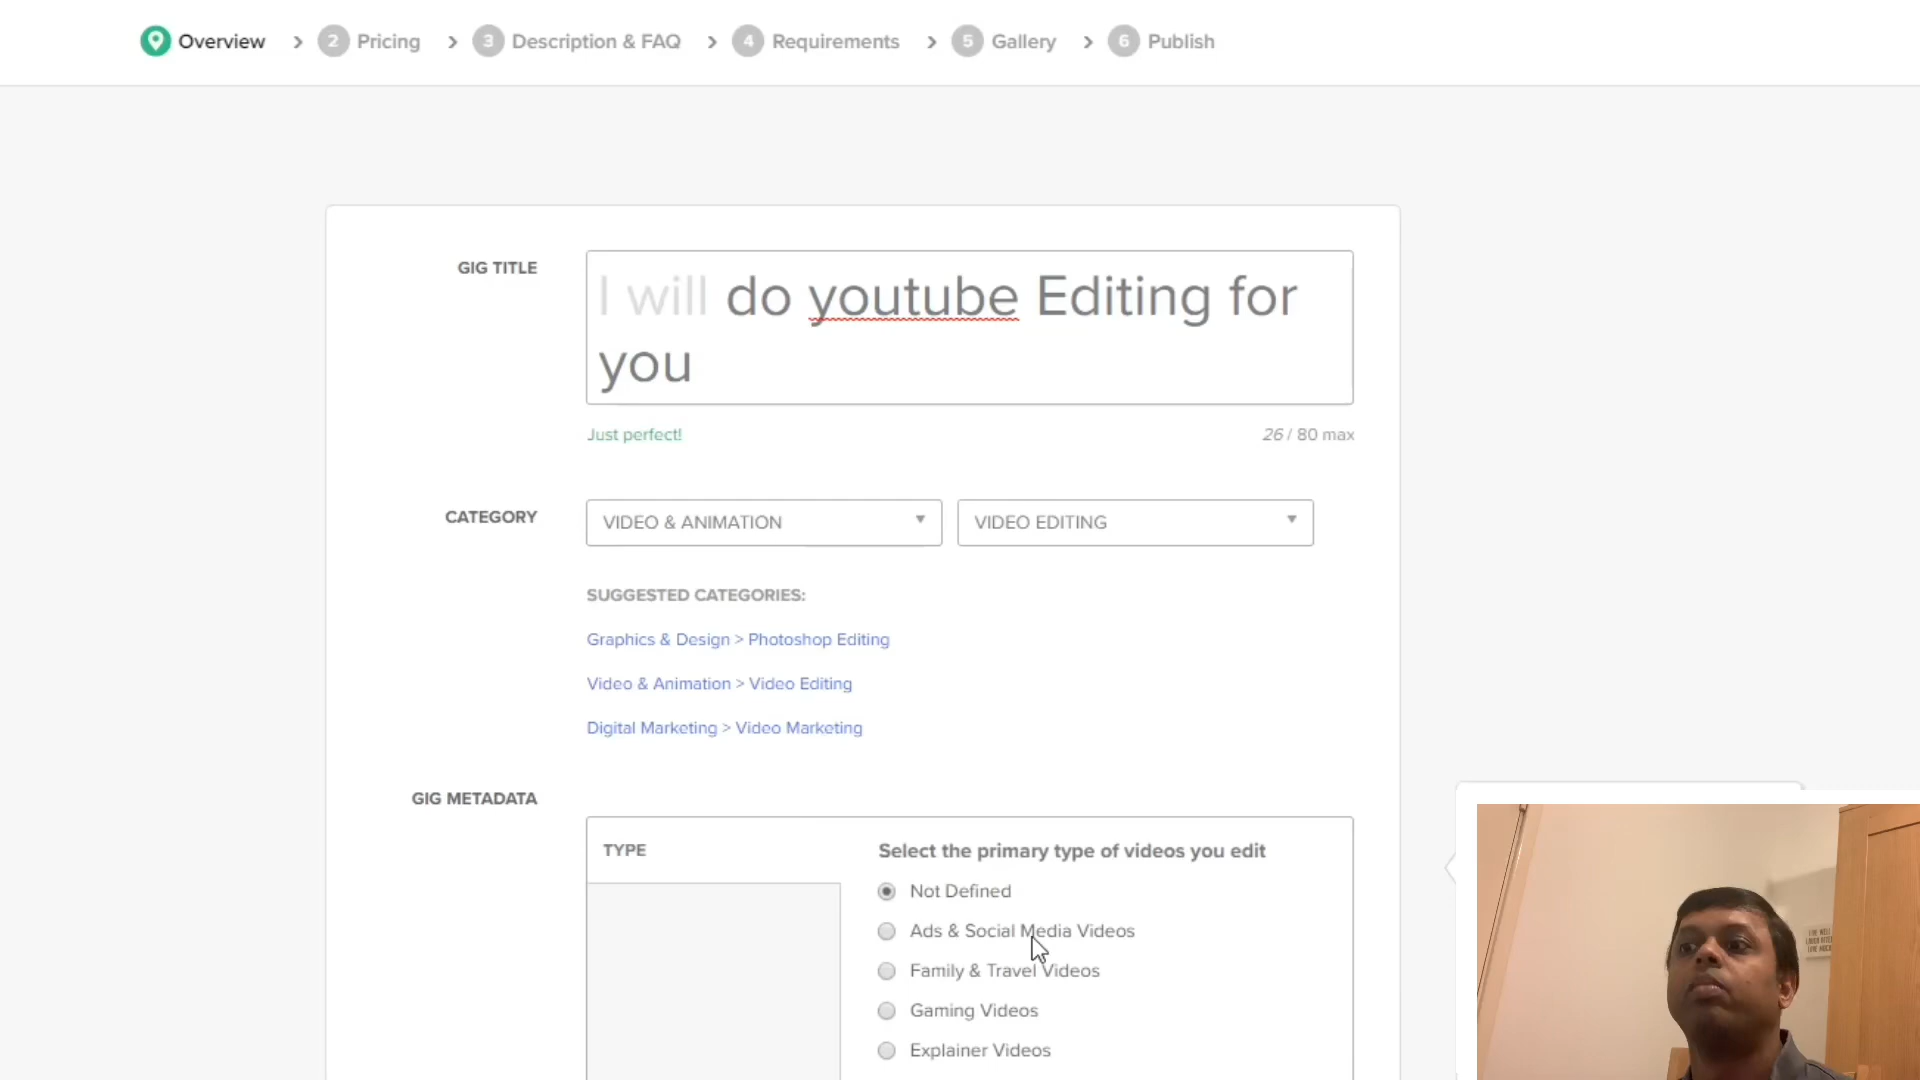 Overview > 2 Pricing > 3 Description & FAQ > 4 Requirements > 5 Gallery > 6 Publish
GIG TITLE
I will do youtube Editing for
you
Just perfect!
26 / 80 max
CATEGORY
VIDEO & ANIMATION
VIDEO EDITING
SUGGESTED CATEGORIES:
Graphics & Design > Photoshop Editing
Video & Animation > Video Editing
Digital Marketing > Video Marketing
GIG METADATA
TYPE
Select the primary type of videos you edit
Not Defined
Ads & Social Media Videos
Family & Travel Videos
Gaming Videos
Explainer Videos